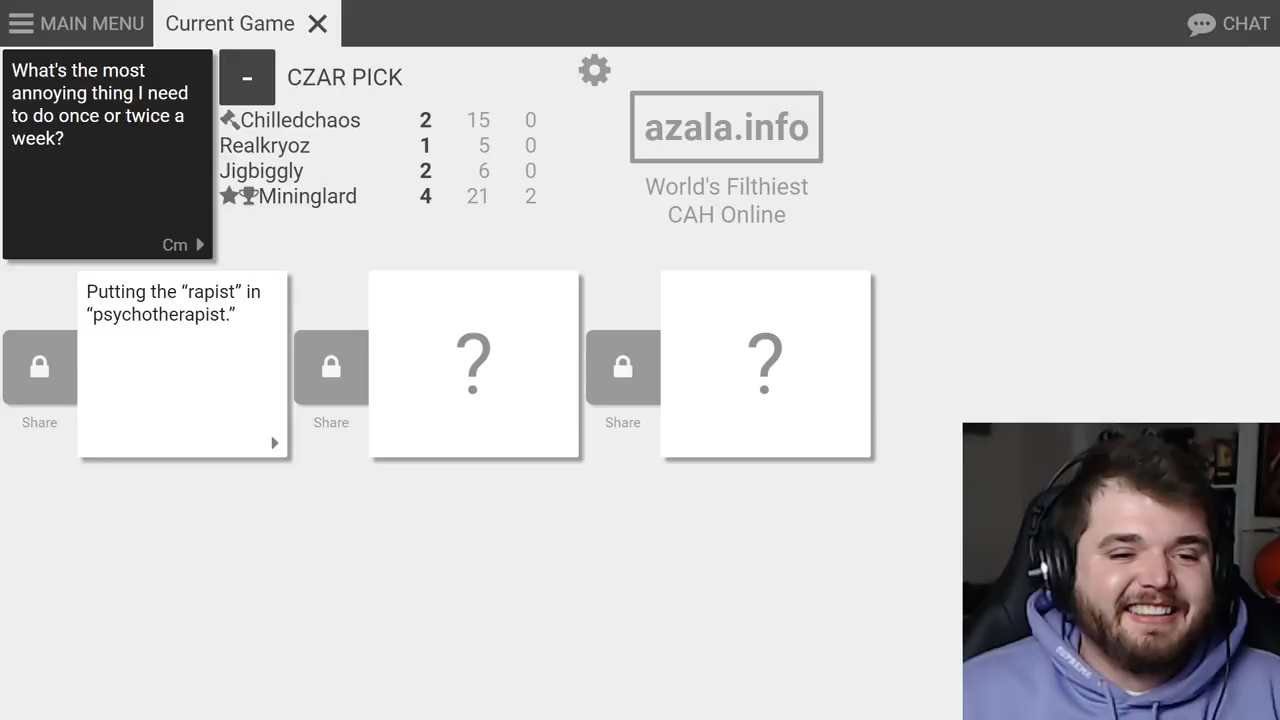 MAIN MENU
Current Game
CHAT
What's the most
annoying thing I need
to do once or twice a
week?
Cm
-
CZAR PICK
Chilledchaos 2 15 0
Realkryoz 1 5 0
Jigbiggly 2 6 0
Mininglard 4 21 2
azala.info
World's Filthiest
CAH Online
Putting the “rapist” in
“psychotherapist.”
Share
?
Share
?
Share
SUPREME